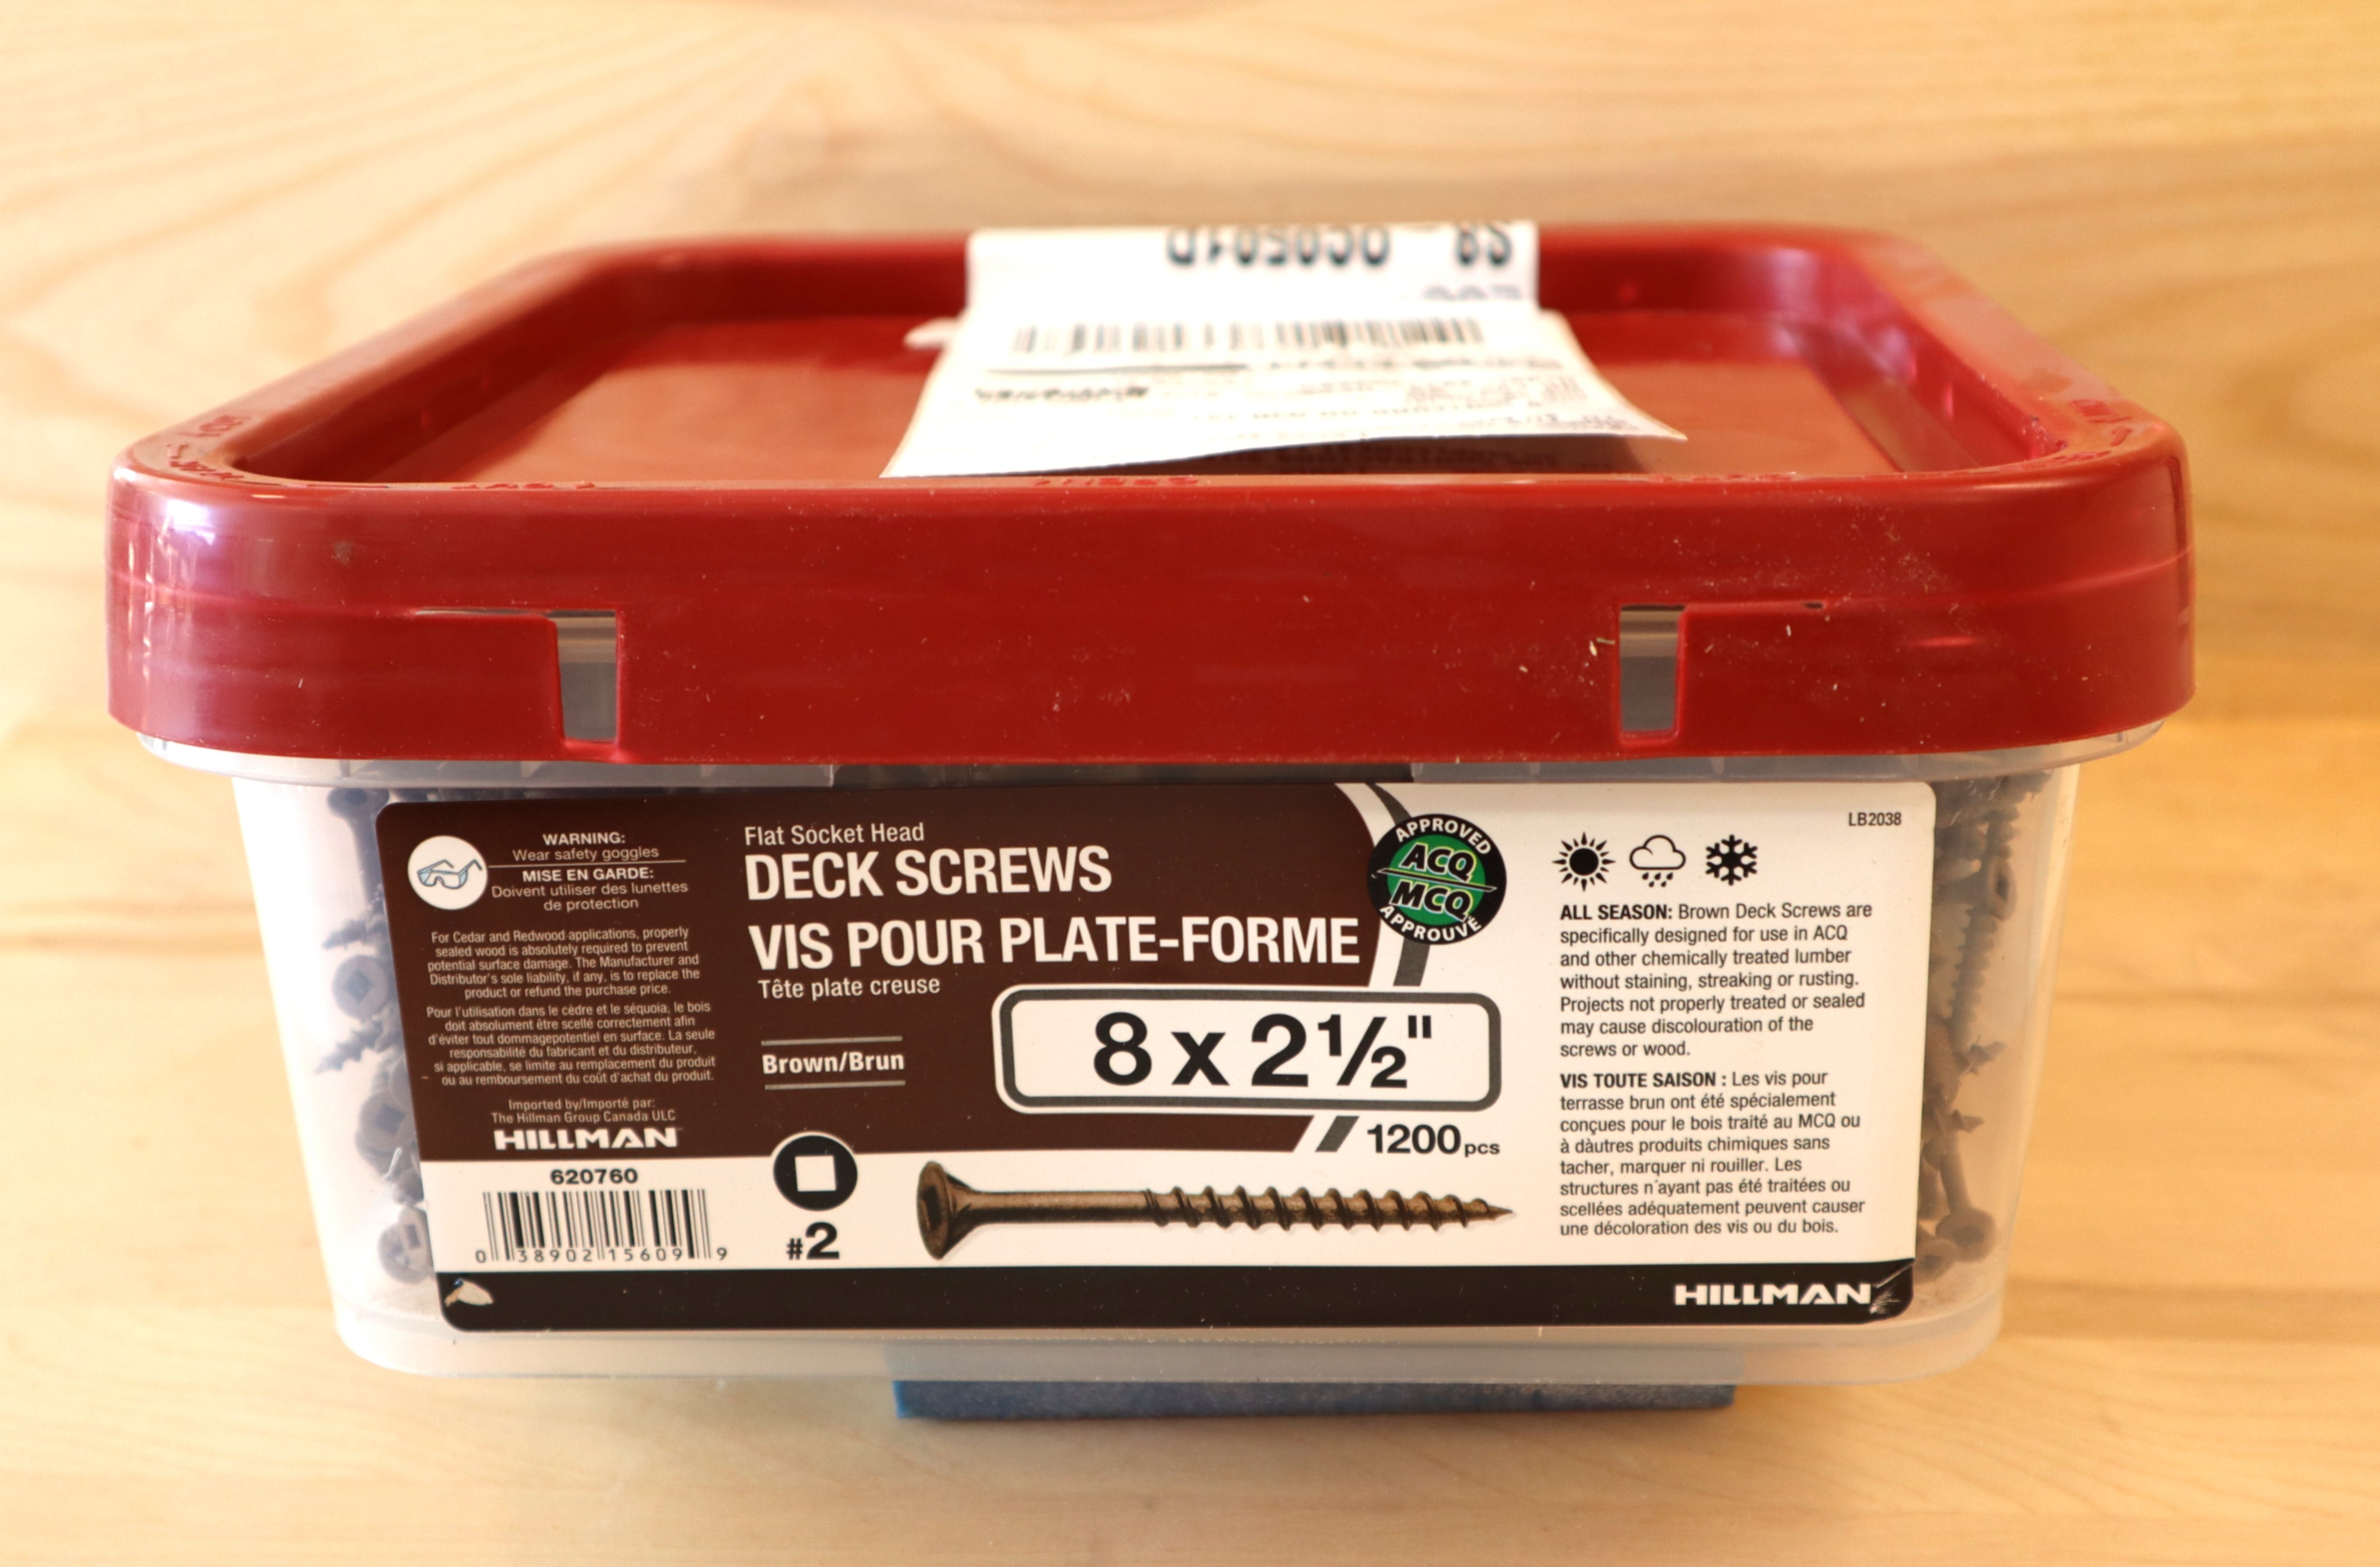 WARNING:
Wear safety goggles
MISE EN GARDE:
Doivent utiliser des lunettes
de protection
For Cedar and Redwood applications, properly
sealed wood is absolutely required to prevent
potential surface damage. The Manufacturer and
Distributor's sole liability, if any, is to replace the
product or refund the purchase price.
Pour l'utilisation dans le cèdre et le séquoia, le bois
doit absolument être scellé correctement afin
d'éviter tout dommagepotentiel en surface. La seule
responsabilité du fabricant et du distributeur,
si applicable, se limite au remplacement du produit
ou au remboursement du coût d'achat du produit.
Imported by/Importé par:
The Hillman Group Canada ULC
HILLMAN
620760
0 38902 15609 9
Flat Socket Head
DECK SCREWS
VIS POUR PLATE-FORME
Tête plate creuse
Brown/Brun
8 x 2 ½"
1200 pcs
#2
APPROVED
ACQ
MCQ
APPROUVÉ
LB2038
ALL SEASON: Brown Deck Screws are
specifically designed for use in ACQ
and other chemically treated lumber
without staining, streaking or rusting.
Projects not properly treated or sealed
may cause discolouration of the
screws or wood.
VIS TOUTE SAISON : Les vis pour
terrasse brun ont été spécialement
conçues pour le bois traité au MCQ ou
à dàutres produits chimiques sans
tacher, marquer ni rouiller. Les
structures n'ayant pas été traitées ou
scellées adéquatement peuvent causer
une décoloration des vis ou du bois.
HILLMAN